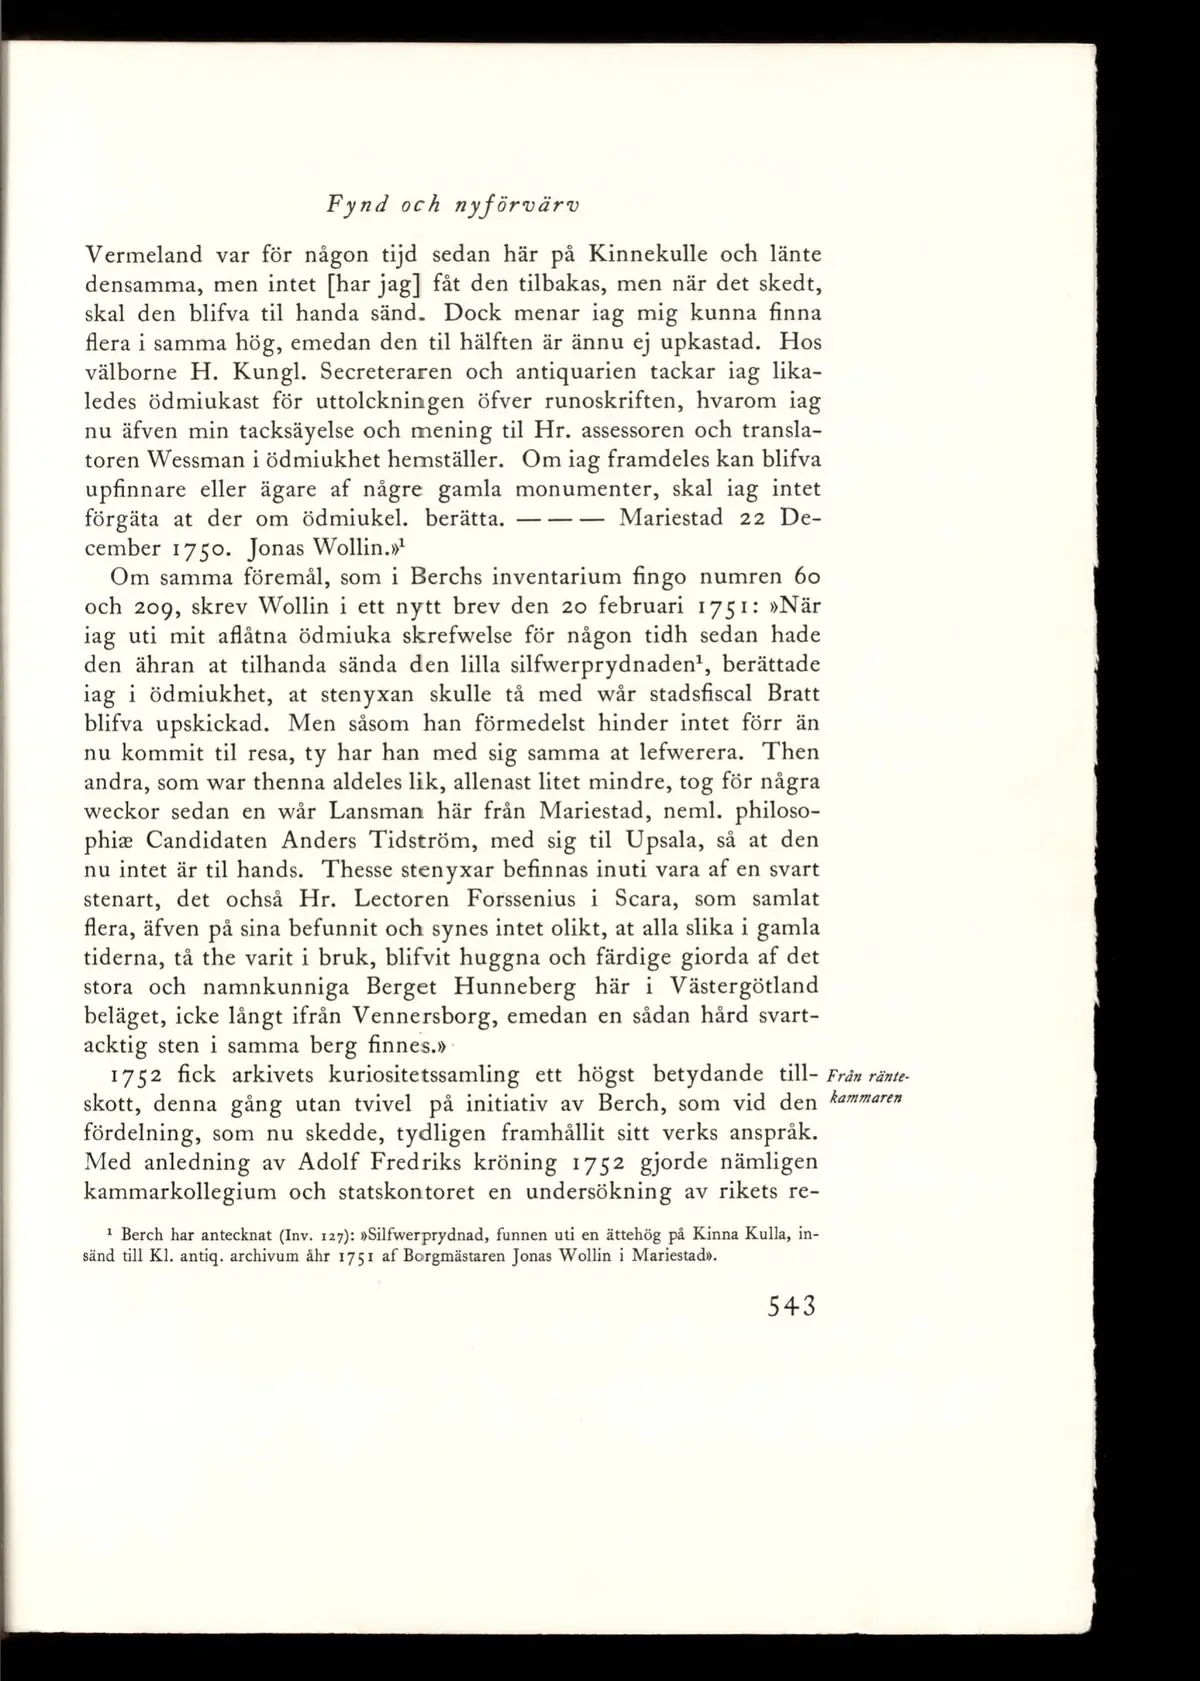 Fynd och nyförvärv
Vermeland var för någon tijd sedan här på Kinnekulle och länte
densamma, men intet [har jag] fåt den tilbakas, men när det skedt,
skal den blifva til handa sänd. Dock menar iag mig kunna finna
flera i samma hög, emedan den til hälften är ännu ej upkastad. Hos
välborne H. Kungl. Secreteraren och antiquarien tackar iag lika-
ledes ödmiukast för uttolckningen öfver runoskriften, hvarom iag
nu äfven min tacksäyelse och mening til Hr. assessoren och transla-
toren Wessman i ödmiukhet hemställer. Om iag framdeles kan blifva
upfinnare eller ägare af någre gamla monumenter, skal iag intet
förgäta at der om ödmiukel. berätta. — — — Mariestad 22 De-
cember 1750. Jonas Wollin.»¹
Om samma föremål, som i Berchs inventarium fingo numren 60
och 209, skrev Wollin i ett nytt brev den 20 februari 1751: »När
iag uti mit aflåtna ödmiuka skrefwelse för någon tidh sedan hade
den ähran at tilhanda sända den lilla silfwerprydnaden¹, berättade
iag i ödmiukhet, at stenyxan skulle tå med wår stadsfiscal Bratt
blifva upskickad. Men såsom han förmedelst hinder intet förr än
nu kommit til resa, ty har han med sig samma at lefwerera. Then
andra, som war thenna aldeles lik, allenast litet mindre, tog för några
weckor sedan en wår Lansman här från Mariestad, neml. philoso-
phiæ Candidaten Anders Tidström, med sig til Upsala, så at den
nu intet är til hands. Thesse stenyxar befinnas inuti vara af en svart
stenart, det ochså Hr. Lectoren Forssenius i Scara, som samlat
flera, äfven på sina befunnit och synes intet olikt, at alla slika i gamla
tiderna, tå the varit i bruk, blifvit huggna och färdige giorda af det
stora och namnkunniga Berget Hunneberg här i Västergötland
beläget, icke långt ifrån Vennersborg, emedan en sådan hård svart-
acktig sten i samma berg finnes.»
1752 fick arkivets kuriositetssamling ett högst betydande till-
skott, denna gång utan tvivel på initiativ av Berch, som vid den
fördelning, som nu skedde, tydligen framhållit sitt verks anspråk.
Med anledning av Adolf Fredriks kröning 1752 gjorde nämligen
kammarkollegium och statskontoret en undersökning av rikets re-
Från ränte-
kammaren
¹ Berch har antecknat (Inv. 127): »Silfwerprydnad, funnen uti en ättehög på Kinna Kulla, in-
sänd till Kl. antiq. archivum åhr 1751 af Borgmästaren Jonas Wollin i Mariestad».
543